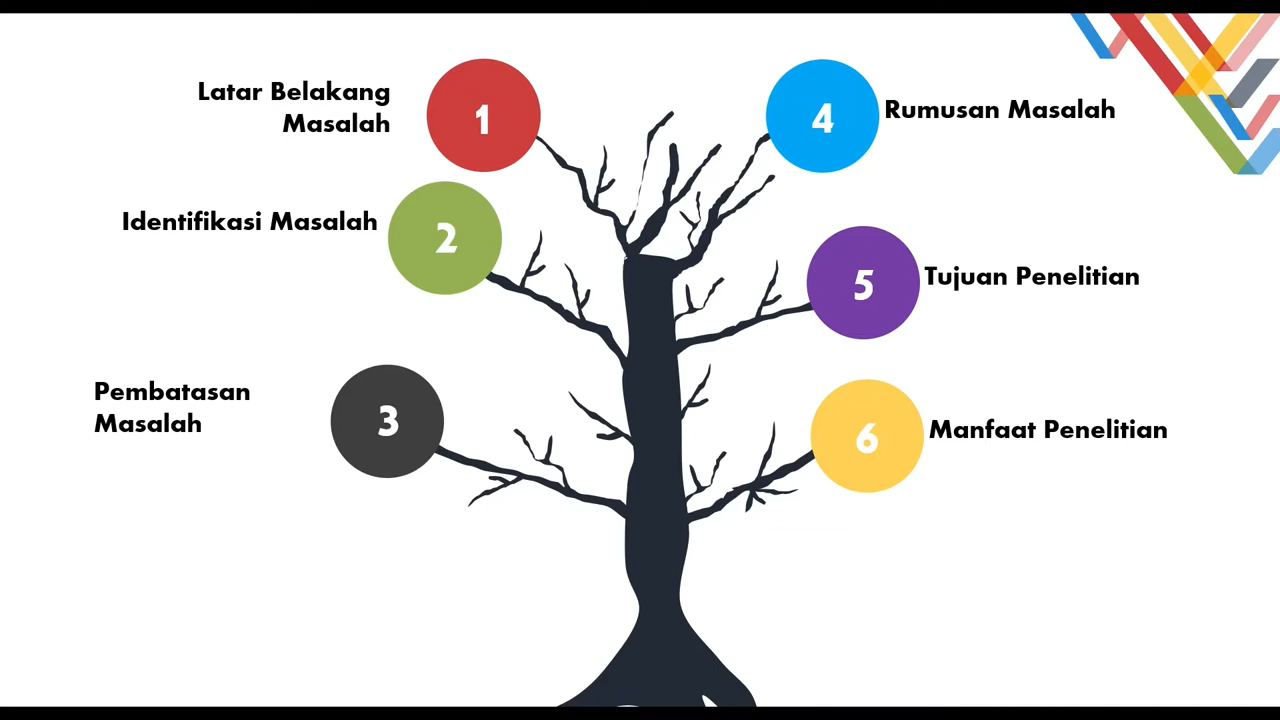 1
Latar Belakang
Masalah
2
Identifikasi Masalah
3
Pembatasan
Masalah
4
Rumusan Masalah
5
Tujuan Penelitian
6
Manfaat Penelitian